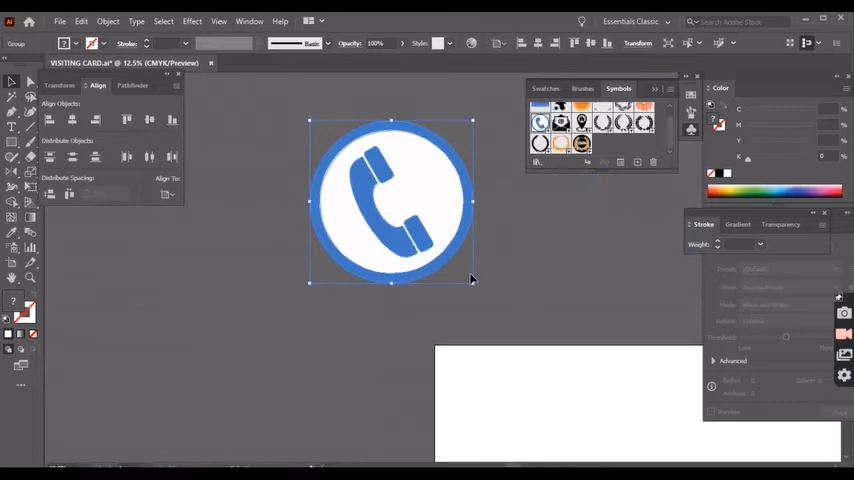 Ai File Edit Object Type Select Effect View Window Help Essentials Classic Search Adobe Stock
Group ? Stroke: Basic Opacity: 100% Style: Transform
VISITING CARD.ai* @ 12.5% (CMYK/Preview) ×
Transform Align Pathfinder
Align Objects:
Distribute Objects:
Distribute Spacing: Align To:
Swatches Brushes Symbols
Color
C
M
Y
K 0
Stroke Gradient Transparency
Weight:
Advanced
Preview